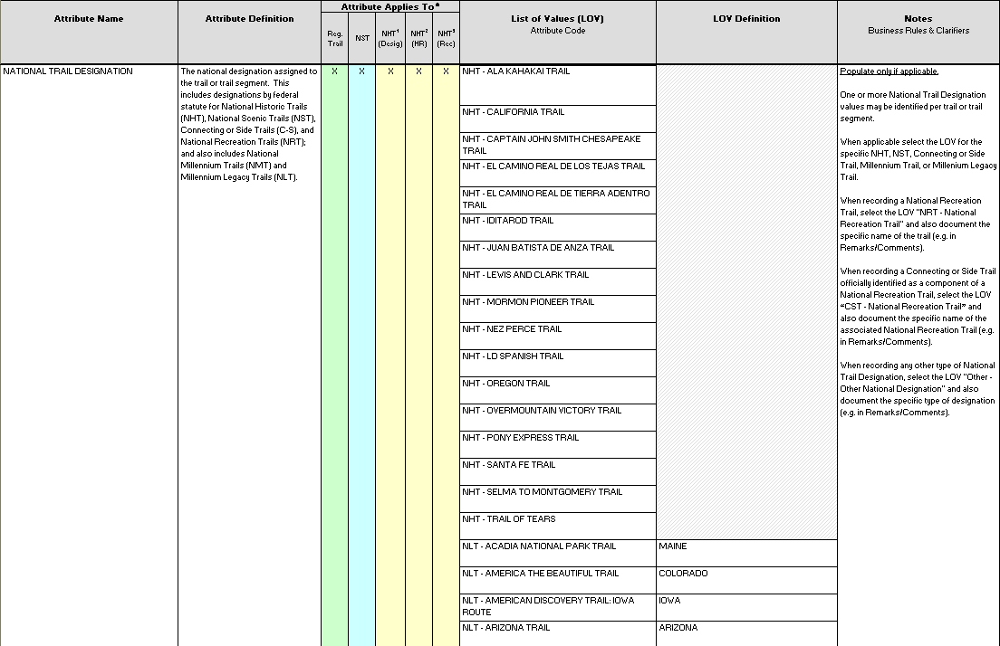 Attribute Name
Attribute Definition
Attribute Applies To*
Reg. Trail
NST
NHT¹ (Desig)
NHT² (HR)
NHT³ (Rec)
List of Values (LOV)
Attribute Code
LOV Definition
Notes
Business Rules & Clarifiers
NATIONAL TRAIL DESIGNATION
The national designation assigned to
the trail or trail segment. This
includes designations by federal
statute for National Historic Trails
(NHT), National Scenic Trails (NST),
Connecting or Side Trails (C-S), and
National Recreation Trails (NRT);
and also includes National
Millennium Trails (NMT) and
Millennium Legacy Trails (NLT).
X X X X X
NHT - ALA KAHAKAI TRAIL
NHT - CALIFORNIA TRAIL
NHT - CAPTAIN JOHN SMITH CHESAPEAKE
TRAIL
NHT - EL CAMINO REAL DE LOS TEJAS TRAIL
NHT - EL CAMINO REAL DE TIERRA ADENTRO
TRAIL
NHT - IDITAROD TRAIL
NHT - JUAN BATISTA DE ANZA TRAIL
NHT - LEWIS AND CLARK TRAIL
NHT - MORMON PIONEER TRAIL
NHT - NEZ PERCE TRAIL
NHT - LD SPANISH TRAIL
NHT - OREGON TRAIL
NHT - OVERMOUNTAIN VICTORY TRAIL
NHT - PONY EXPRESS TRAIL
NHT - SANTA FE TRAIL
NHT - SELMA TO MONTGOMERY TRAIL
NHT - TRAIL OF TEARS
NLT - ACADIA NATIONAL PARK TRAIL
MAINE
NLT - AMERICA THE BEAUTIFUL TRAIL
COLORADO
NLT - AMERICAN DISCOVERY TRAIL: IOWA
ROUTE
IOWA
NLT - ARIZONA TRAIL
ARIZONA
Populate only if applicable.
One or more National Trail Designation
values may be identified per trail or trail
segment.
When applicable select the LOV for the
specific NHT, NST, Connecting or Side
Trail, Millennium Trail, or Millenium Legacy
Trail.
When recording a National Recreation
Trail, select the LOV "NRT - National
Recreation Trail" and also document the
specific name of the trail (e.g. in
Remarks/Comments).
When recording a Connecting or Side Trail
officially identified as a component of a
National Recreation Trail, select the LOV
“CST - National Recreation Trail” and
also document the specific name of the
associated National Recreation Trail (e.g.
in Remarks/Comments).
When recording any other type of National
Trail Designation, select the LOV "Other -
Other National Designation" and also
document the specific type of designation
(e.g. in Remarks/Comments).